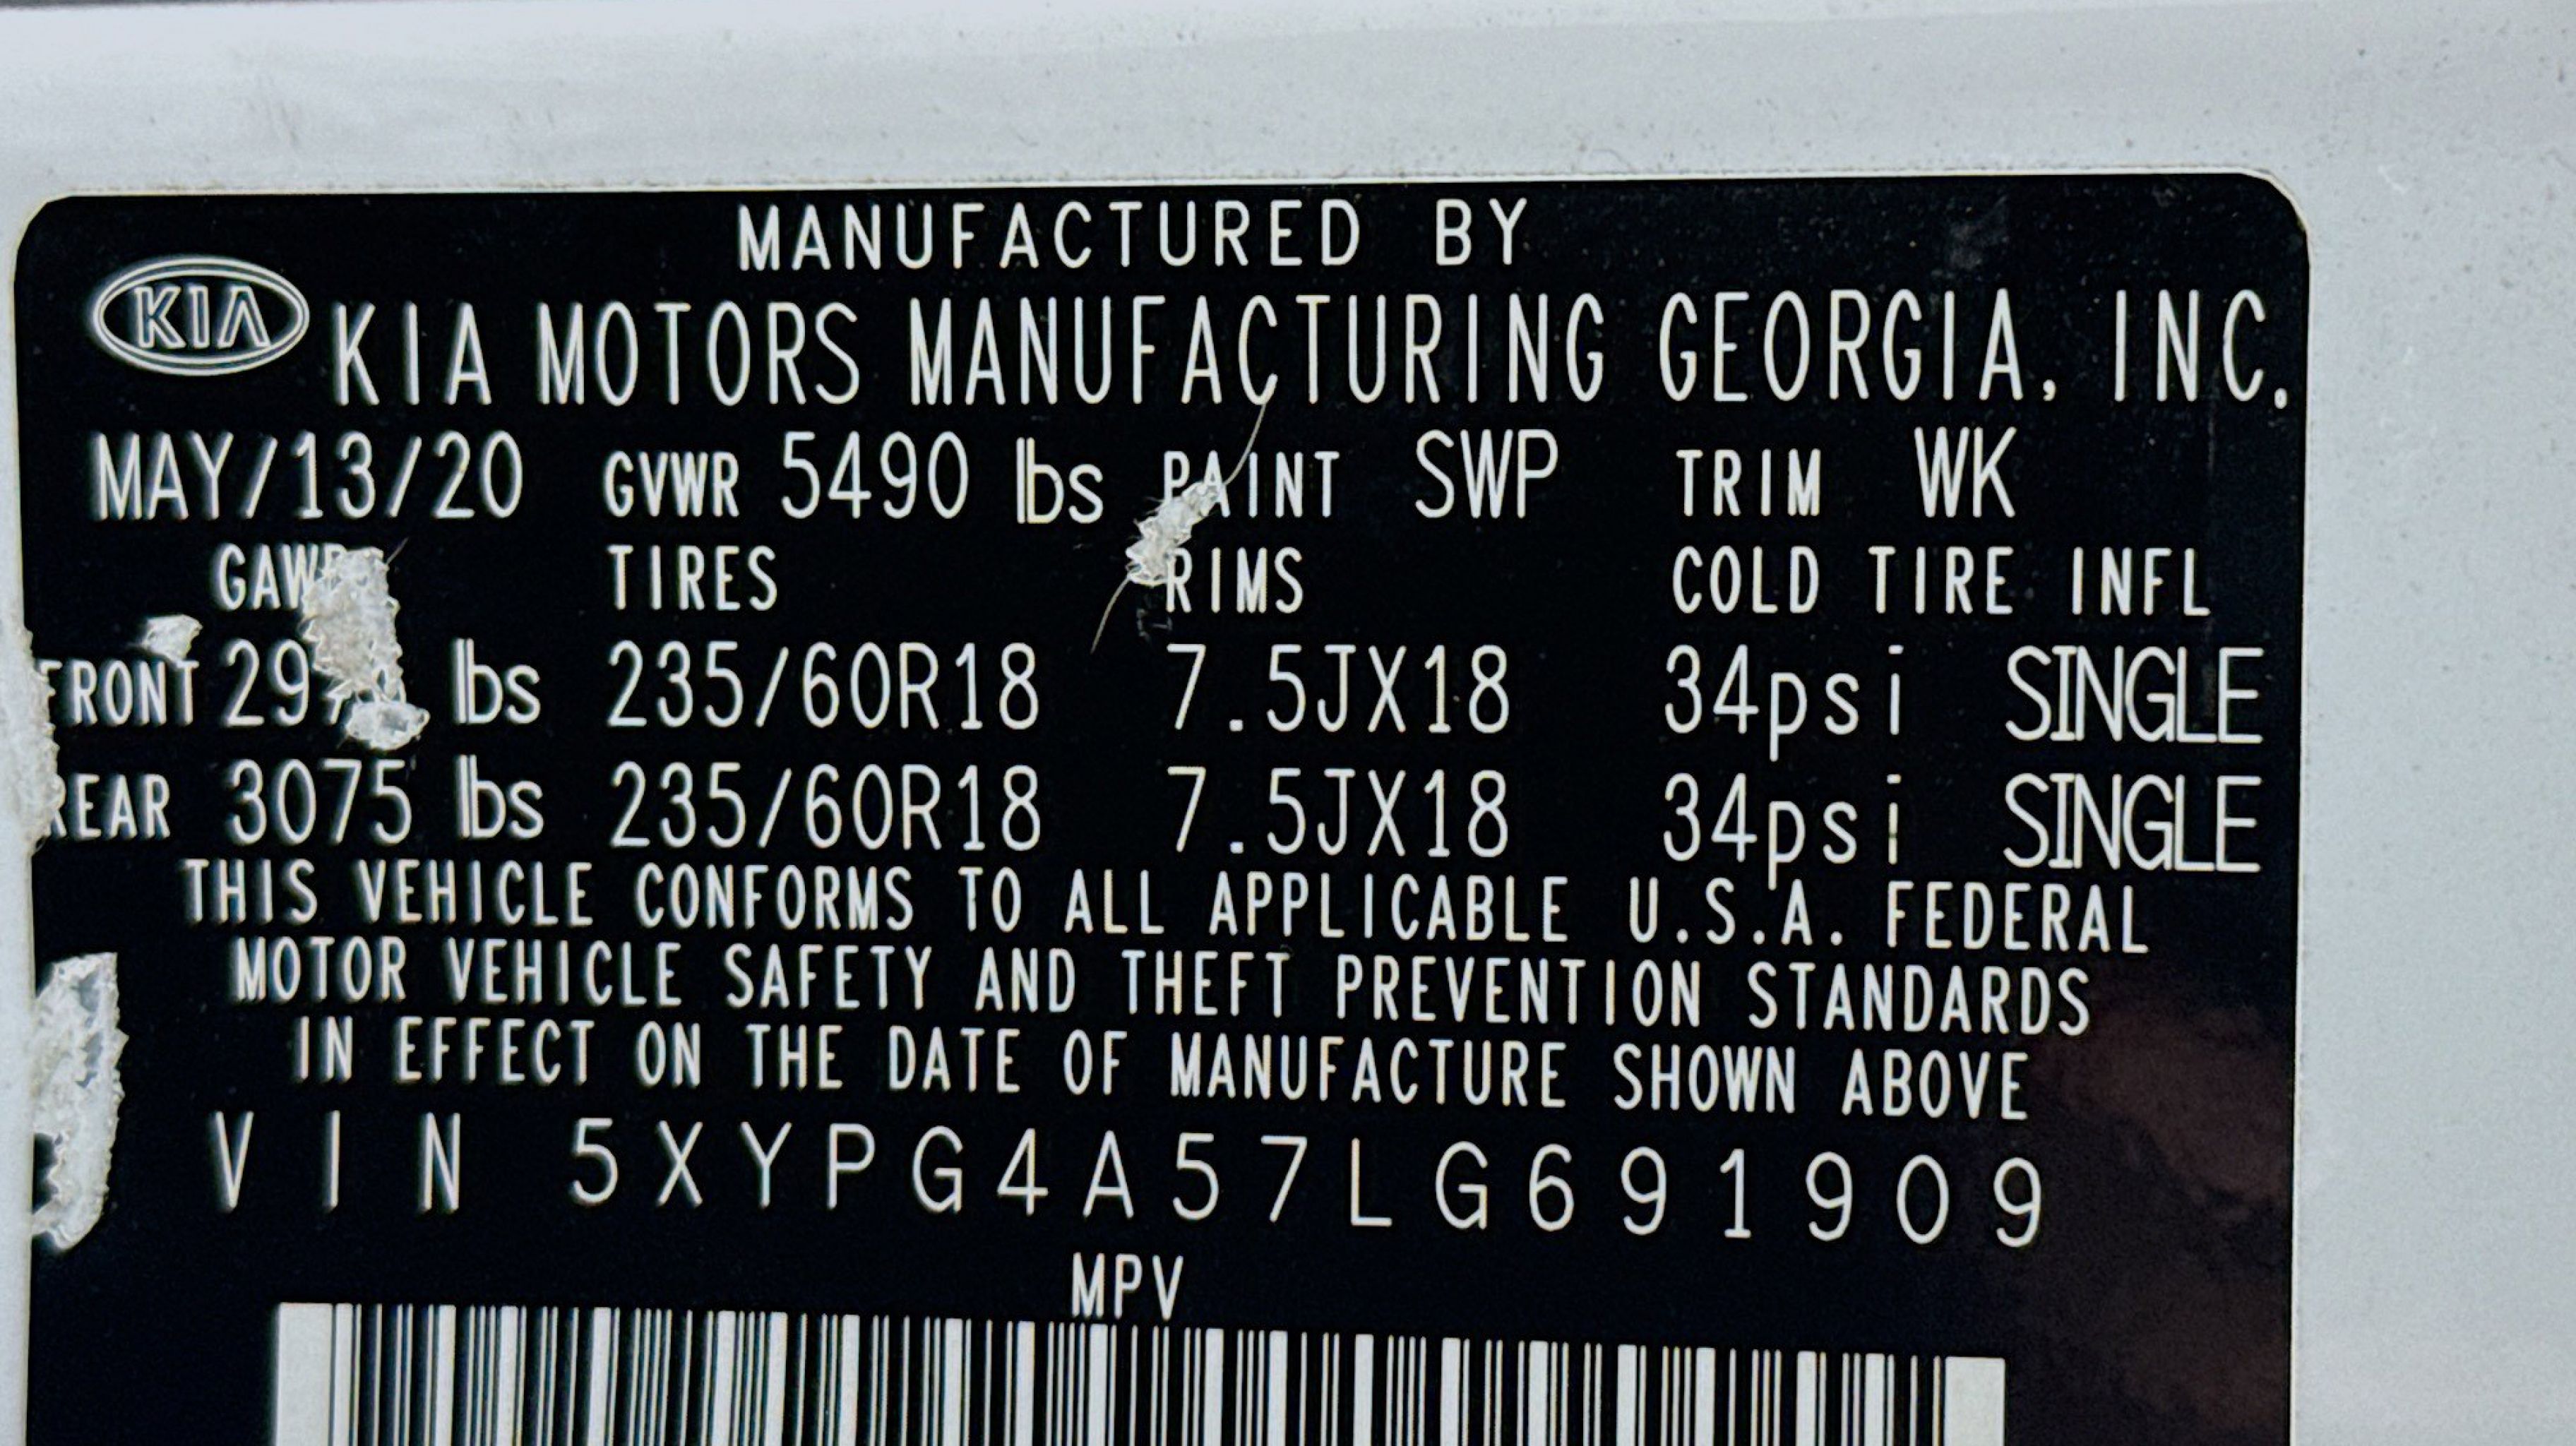 MANUFACTURED BY
KIA KIA MOTORS MANUFACTURING GEORGIA, INC.
MAY/13/20 GVWR 5490 lbs PAINT SWP TRIM WK
TIRES RIMS COLD TIRE INFL
FRONT lbs 235/60R18 7.5JX18 34psi SINGLE
REAR 3075 lbs 235/60R18 7.5JX18 34psi SINGLE
THIS VEHICLE CONFORMS TO ALL APPLICABLE U.S.A. FEDERAL
MOTOR VEHICLE SAFETY AND THEFT PREVENTION STANDARDS
IN EFFECT ON THE DATE OF MANUFACTURE SHOWN ABOVE
VIN 5XYPG4A57LG691909
MPV